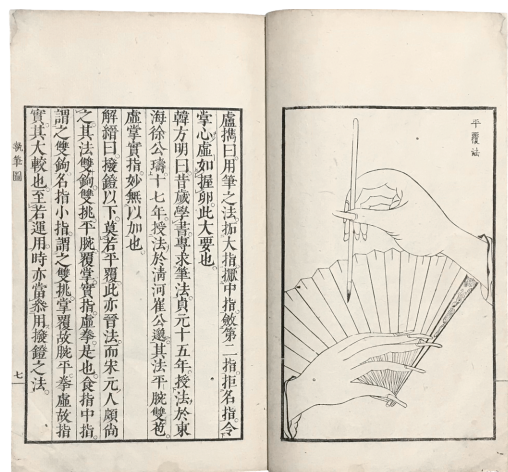 平覆法
盧攜曰用筆之法拓大指擫中指斂第二指拒名指令
掌心虛如握卵此大要也
韓方明曰昔歲學書專求筆法貞元十五年授法於東
海徐公璹十七年授法於淸河崔公邈其法平腕雙苞
虛掌實指妙無以加也
解縉曰撥鐙以下莫若平覆此亦晉法而宋元人頗尚
之其法雙鉤雙挑平腕覆掌實指虛拳是也食指中指
謂之雙鉤名指小指謂之雙挑掌覆故腕平拳虛故指
實其大較也至若運用時亦當叅用撥鐙之法
執筆圖
七